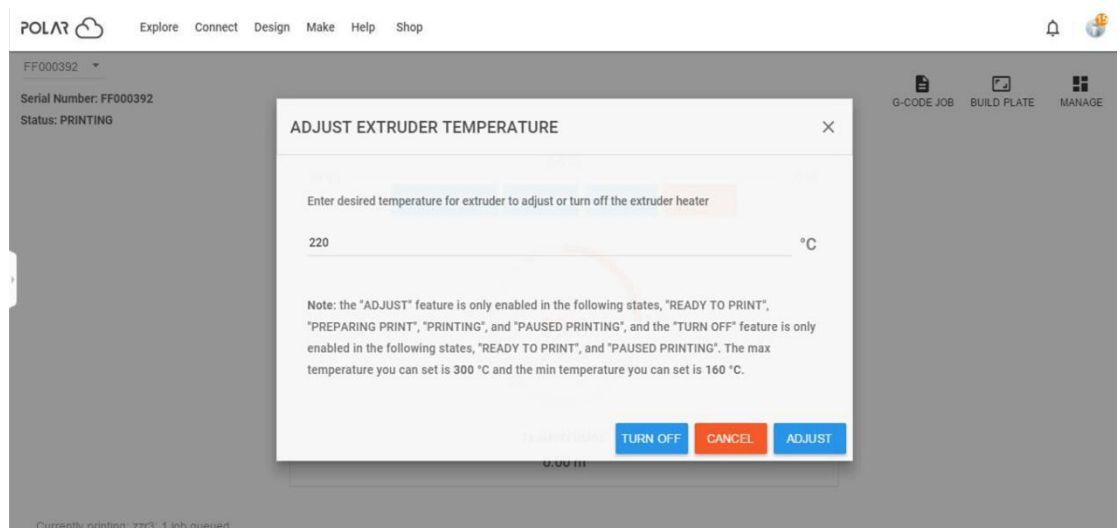 POLAR
Explore Connect Design Make Help Shop
15
FF000392
Serial Number: FF000392
Status: PRINTING
G-CODE JOB BUILD PLATE MANAGE
ADJUST EXTRUDER TEMPERATURE
Enter desired temperature for extruder to adjust or turn off the extruder heater
220 °C
Note: the "ADJUST" feature is only enabled in the following states, "READY TO PRINT",
"PREPARING PRINT", "PRINTING", and "PAUSED PRINTING", and the "TURN OFF" feature is only
enabled in the following states, "READY TO PRINT", and "PAUSED PRINTING". The max
temperature you can set is 300 °C and the min temperature you can set is 160 °C.
TURN OFF CANCEL ADJUST
0.00 m
Currently printing: zzr3, 1 job queued